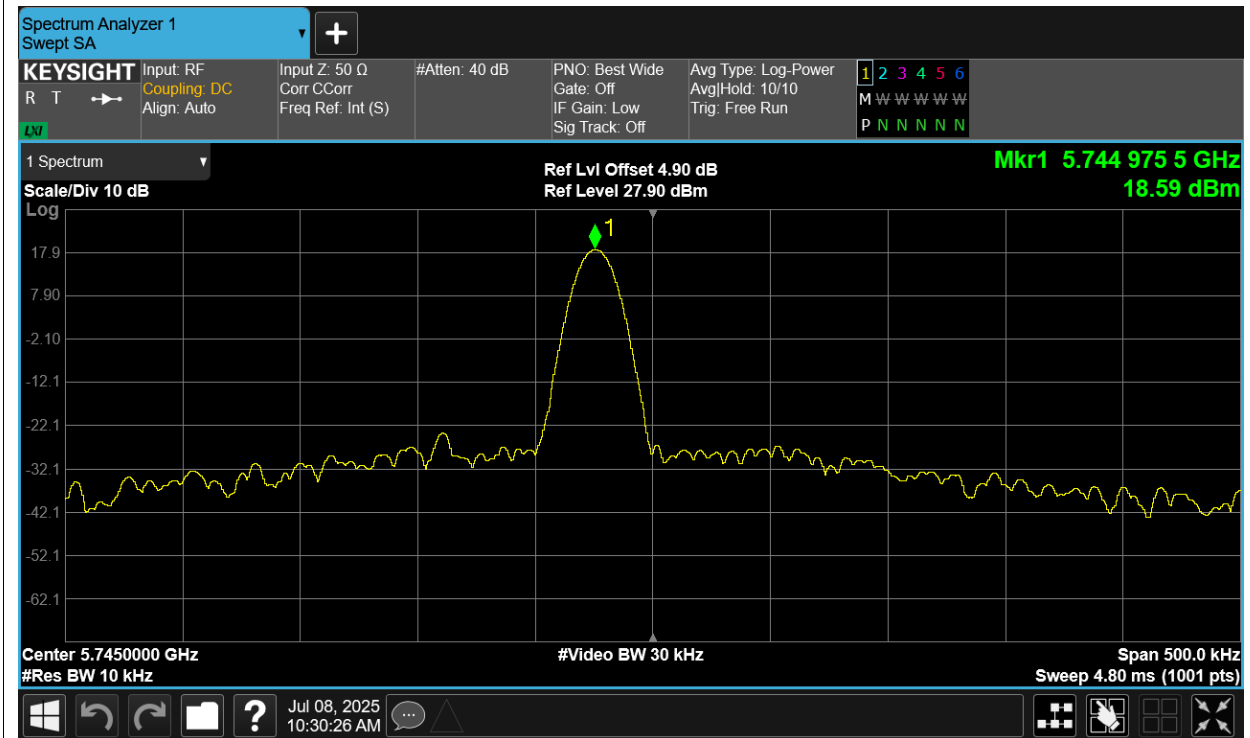 Spectrum Analyzer 1
Swept SA
+
KEYSIGHT
R T
LXI
Input: RF
Coupling: DC
Align: Auto
Input Z: 50 Ω
Corr CCorr
Freq Ref: Int (S)
#Atten: 40 dB
PNO: Best Wide
Gate: Off
IF Gain: Low
Sig Track: Off
Avg Type: Log-Power
Avg|Hold: 10/10
Trig: Free Run
1 2 3 4 5 6
M W W W W W
P N N N N N
1 Spectrum
Scale/Div 10 dB
Ref Lvl Offset 4.90 dB
Ref Level 27.90 dBm
Mkr1 5.744 975 5 GHz
18.59 dBm
Log
1
17.9
7.90
-2.10
-12.1
-22.1
-32.1
-42.1
-52.1
-62.1
Center 5.7450000 GHz
#Video BW 30 kHz
Span 500.0 kHz
#Res BW 10 kHz
Sweep 4.80 ms (1001 pts)
?
Jul 08, 2025
10:30:26 AM